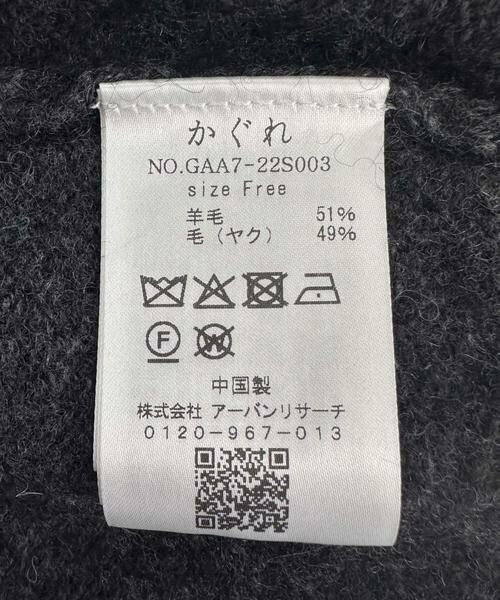 かぐれ
NO.GAA7-22S003
size Free
羊毛 51%
毛（ヤク） 49%
F
W
中国製
株式会社 アーバンリサーチ
0120-967-013